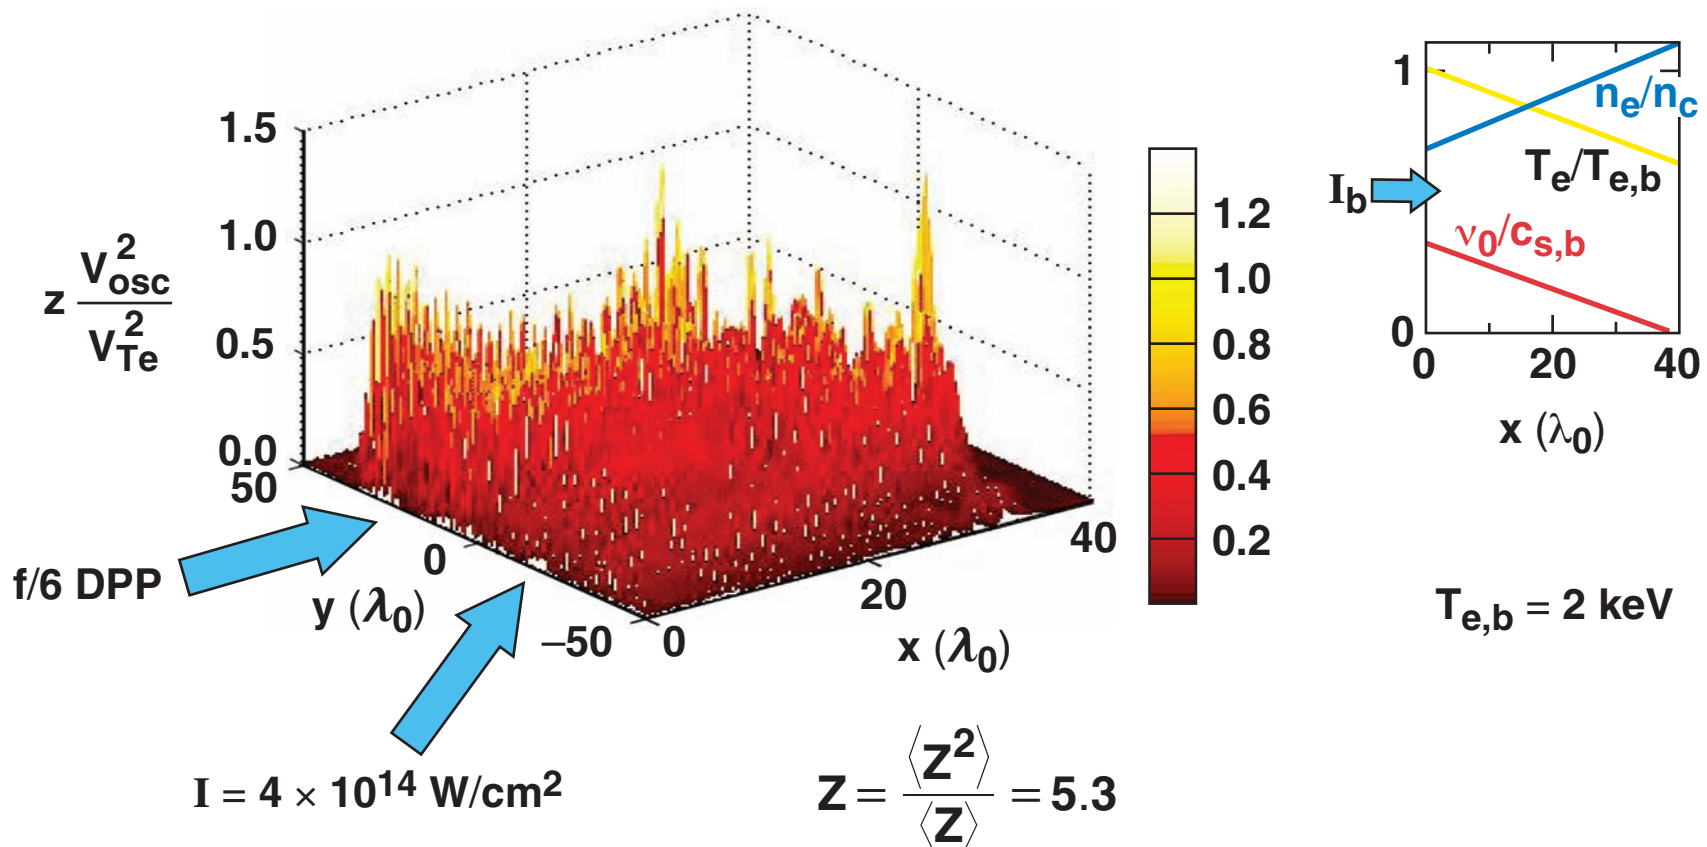 1.5
1.0
0.5
0.0
z V²osc / V²Te
50
0
−50
y (λ0)
0
20
40
x (λ0)
f/6 DPP
I = 4 × 10¹⁴ W/cm²
Z = ⟨Z²⟩ / ⟨Z⟩ = 5.3
1.2
1.0
0.8
0.6
0.4
0.2
1
0
ne/nc
Te/Te,b
Ib
ν0/cs,b
0 20 40
x (λ0)
Te,b = 2 keV